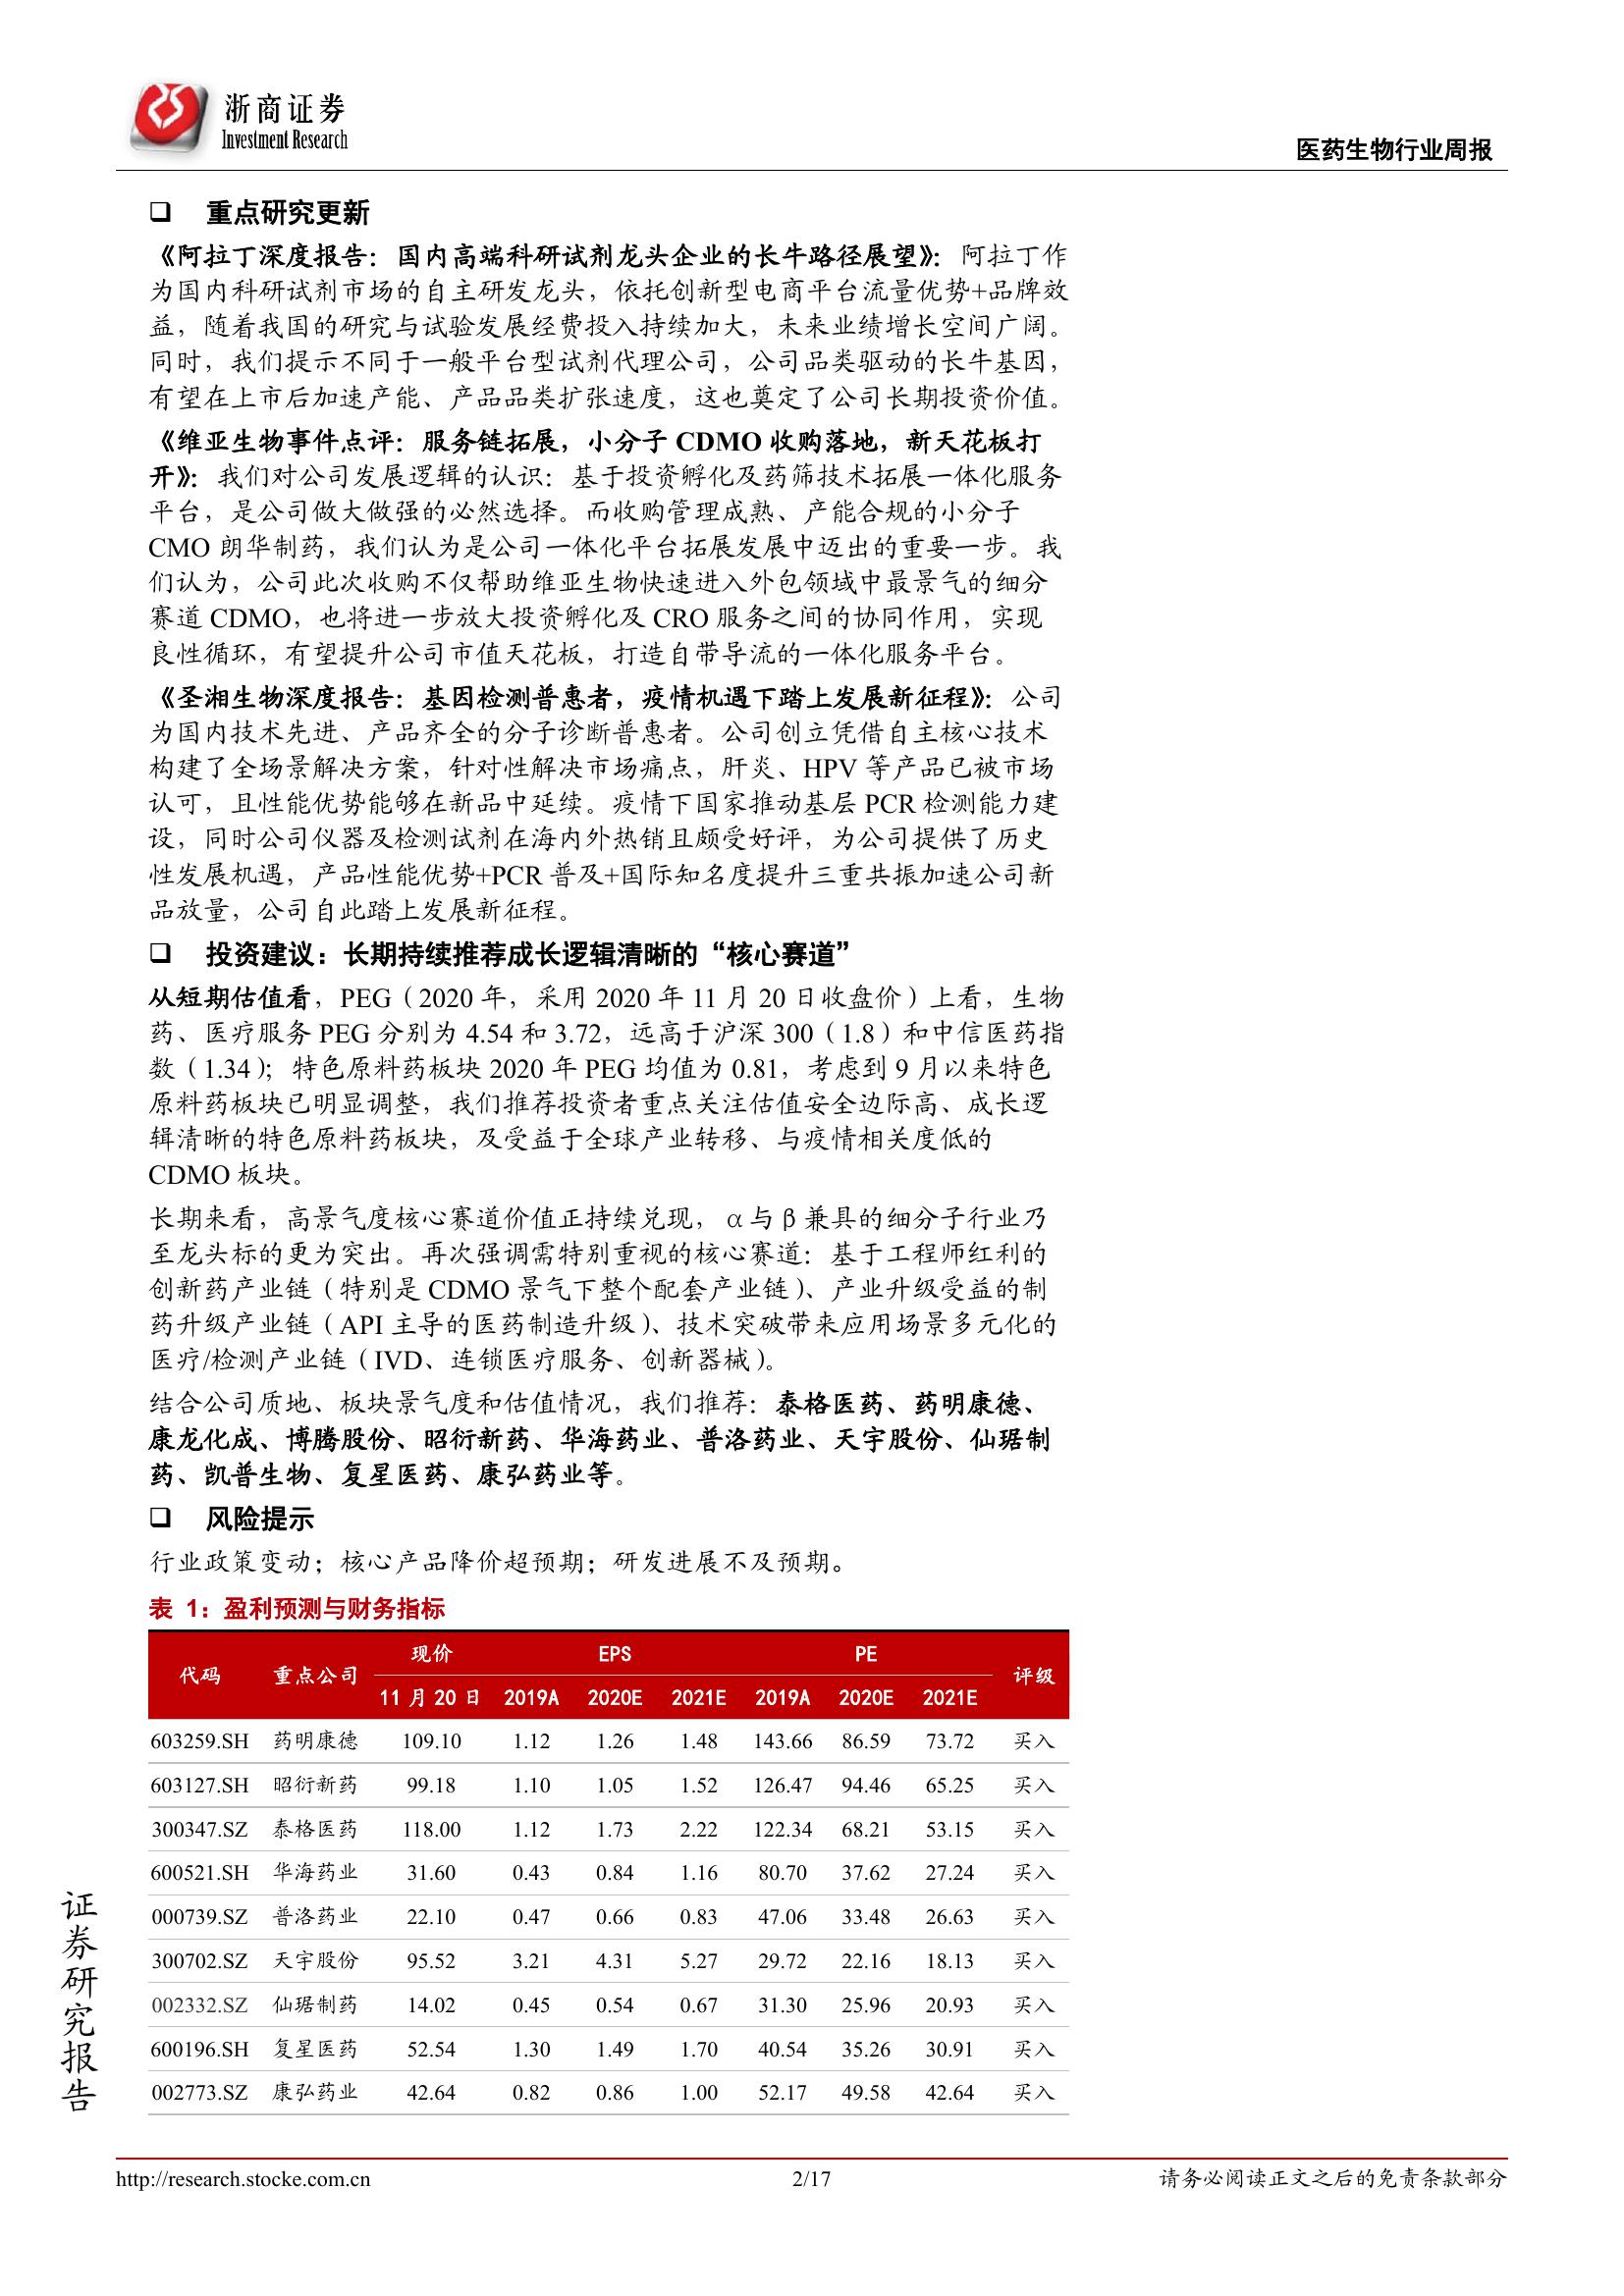 浙商证券
Investment Research
医药生物行业周报
❑ 重点研究更新
《阿拉丁深度报告：国内高端科研试剂龙头企业的长牛路径展望》：阿拉丁作
为国内科研试剂市场的自主研发龙头，依托创新型电商平台流量优势+品牌效
益，随着我国的研究与试验发展经费投入持续加大，未来业绩增长空间广阔。
同时，我们提示不同于一般平台型试剂代理公司，公司品类驱动的长牛基因，
有望在上市后加速产能、产品品类扩张速度，这也奠定了公司长期投资价值。
《维亚生物事件点评：服务链拓展，小分子 CDMO 收购落地，新天花板打
开》：我们对公司发展逻辑的认识：基于投资孵化及药筛技术拓展一体化服务
平台，是公司做大做强的必然选择。而收购管理成熟、产能合规的小分子
CMO 朗华制药，我们认为是公司一体化平台拓展发展中迈出的重要一步。我
们认为，公司此次收购不仅帮助维亚生物快速进入外包领域中最景气的细分
赛道 CDMO，也将进一步放大投资孵化及 CRO 服务之间的协同作用，实现
良性循环，有望提升公司市值天花板，打造自带导流的一体化服务平台。
《圣湘生物深度报告：基因检测普惠者，疫情机遇下踏上发展新征程》：公司
为国内技术先进、产品齐全的分子诊断普惠者。公司创立凭借自主核心技术
构建了全场景解决方案，针对性解决市场痛点，肝炎、HPV 等产品已被市场
认可，且性能优势能够在新品中延续。疫情下国家推动基层 PCR 检测能力建
设，同时公司仪器及检测试剂在海内外热销且颇受好评，为公司提供了历史
性发展机遇，产品性能优势+PCR 普及+国际知名度提升三重共振加速公司新
品放量，公司自此踏上发展新征程。
❑ 投资建议：长期持续推荐成长逻辑清晰的“核心赛道”
从短期估值看，PEG（2020 年，采用 2020 年 11 月 20 日收盘价）上看，生物
药、医疗服务 PEG 分别为 4.54 和 3.72，远高于沪深 300（1.8）和中信医药指
数（1.34）；特色原料药板块 2020 年 PEG 均值为 0.81，考虑到 9 月以来特色
原料药板块已明显调整，我们推荐投资者重点关注估值安全边际高、成长逻
辑清晰的特色原料药板块，及受益于全球产业转移、与疫情相关度低的
CDMO 板块。
长期来看，高景气度核心赛道价值正持续兑现，α与β兼具的细分子行业乃
至龙头标的更为突出。再次强调需特别重视的核心赛道：基于工程师红利的
创新药产业链（特别是 CDMO 景气下整个配套产业链）、产业升级受益的制
药升级产业链（API 主导的医药制造升级）、技术突破带来应用场景多元化的
医疗/检测产业链（IVD、连锁医疗服务、创新器械）。
结合公司质地、板块景气度和估值情况，我们推荐：泰格医药、药明康德、
康龙化成、博腾股份、昭衍新药、华海药业、普洛药业、天宇股份、仙琚制
药、凯普生物、复星医药、康弘药业等。
❑ 风险提示
行业政策变动；核心产品降价超预期；研发进展不及预期。
表 1：盈利预测与财务指标
代码 重点公司 现价 EPS PE 评级
11 月 20 日 2019A 2020E 2021E 2019A 2020E 2021E
603259.SH 药明康德 109.10 1.12 1.26 1.48 143.66 86.59 73.72 买入
603127.SH 昭衍新药 99.18 1.10 1.05 1.52 126.47 94.46 65.25 买入
300347.SZ 泰格医药 118.00 1.12 1.73 2.22 122.34 68.21 53.15 买入
600521.SH 华海药业 31.60 0.43 0.84 1.16 80.70 37.62 27.24 买入
000739.SZ 普洛药业 22.10 0.47 0.66 0.83 47.06 33.48 26.63 买入
300702.SZ 天宇股份 95.52 3.21 4.31 5.27 29.72 22.16 18.13 买入
002332.SZ 仙琚制药 14.02 0.45 0.54 0.67 31.30 25.96 20.93 买入
600196.SH 复星医药 52.54 1.30 1.49 1.70 40.54 35.26 30.91 买入
002773.SZ 康弘药业 42.64 0.82 0.86 1.00 52.17 49.58 42.64 买入
证券研究报告
http://research.stocke.com.cn
2/17
请务必阅读正文之后的免责条款部分